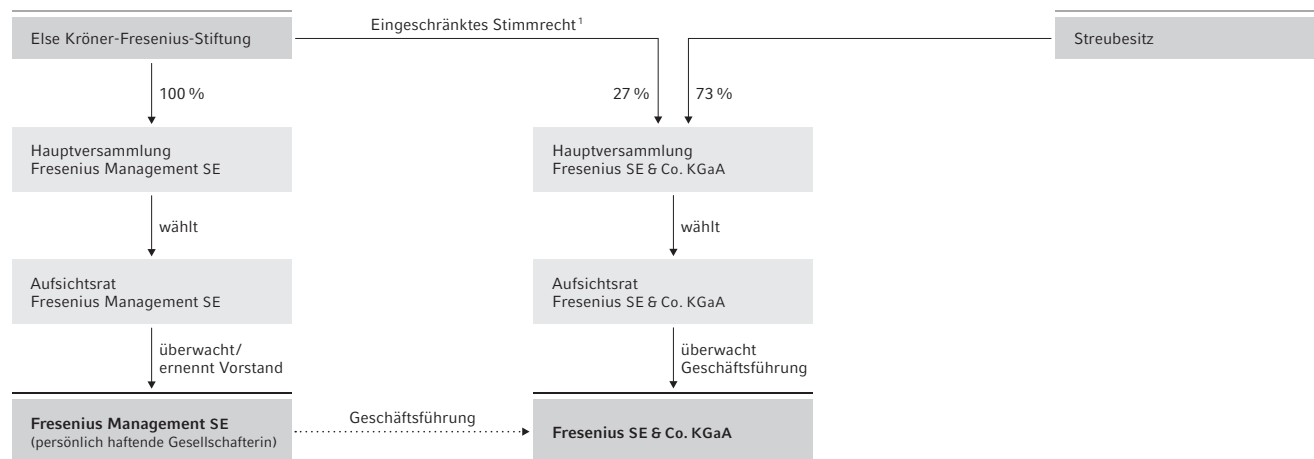 Else Kröner-Fresenius-Stiftung
Eingeschränktes Stimmrecht¹
Streubesitz
100 %
27 %
73 %
Hauptversammlung
Fresenius Management SE
Hauptversammlung
Fresenius SE & Co. KGaA
wählt
wählt
Aufsichtsrat
Fresenius Management SE
Aufsichtsrat
Fresenius SE & Co. KGaA
überwacht/
ernennt Vorstand
überwacht
Geschäftsführung
Fresenius Management SE
(persönlich haftende Gesellschafterin)
Geschäftsführung
Fresenius SE & Co. KGaA